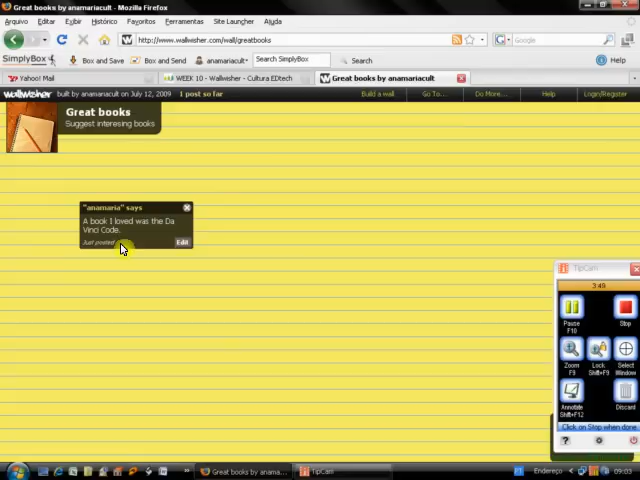 Great books by anamariacult - Mozilla Firefox
Arquivo Editar Exibir Histórico Favoritos Ferramentas Site Launcher Ajuda
http://www.wallwisher.com/wall/greatbooks
Google
SimplyBox Box and Save Box and Send anamariacult Search SimplyBox Search Help
Yahoo! Mail
WEEK 10 - Wallwisher - Cultura EDtech
Great books by anamariacult
wallwisher built by anamariacult on July 12, 2009 1 post so far Build a wall Go To... Do More... Help Login/Register
Great books
Suggest interesing books
"anamaria" says
A book I loved was the Da
Vinci Code.
Just posted
Edit
TipCam
3:49
Pause
F10
Stop
Zoom
F9
Lock
Shift+F9
Select
Window
Annotate
Shift+F12
Discard
Click on Stop when done
Great books by anama...
TipCam
Endereço
09:03